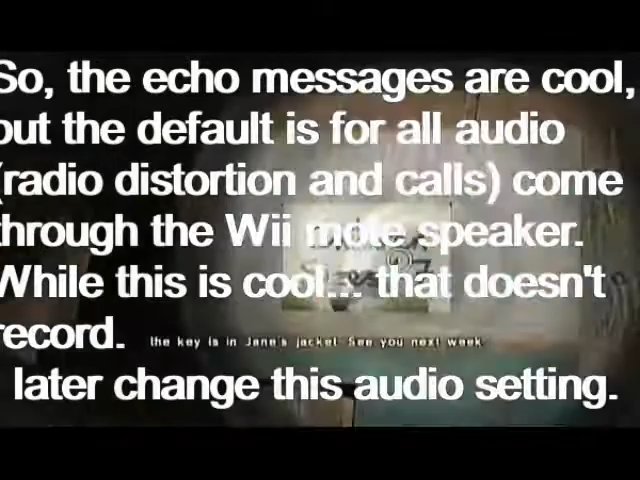 So, the echo messages are cool,
but the default is for all audio
(radio distortion and calls) come
through the Wii mote speaker.
While this is cool... that doesn't
record.
the key is in Jane's jacket. See you next week.
later change this audio setting.